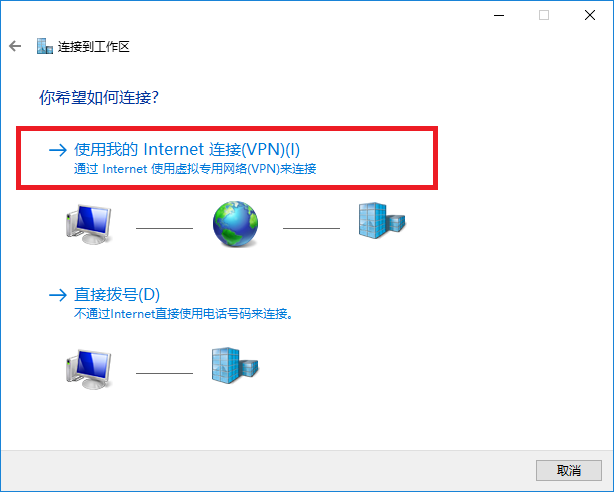 连接到工作区
你希望如何连接?
使用我的 Internet 连接(VPN)(I)
通过 Internet 使用虚拟专用网络(VPN)来连接
直接拨号(D)
不通过Internet直接使用电话号码来连接。
取消